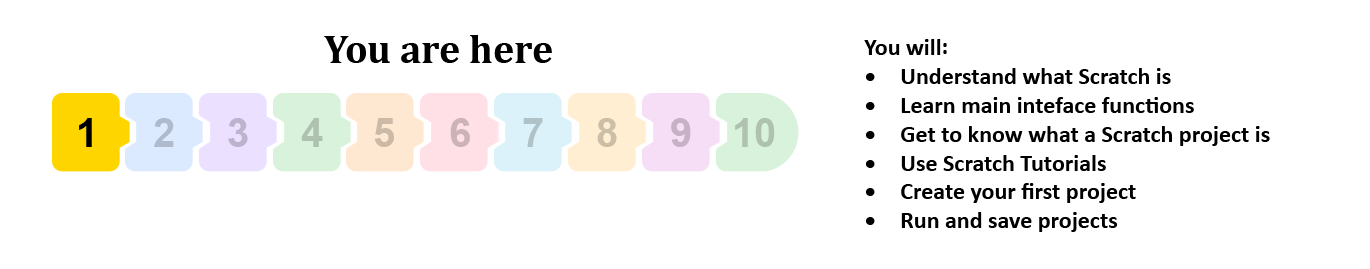 You are here
1 2 3 4 5 6 7 8 9 10
You will:
• Understand what Scratch is
• Learn main inteface functions
• Get to know what a Scratch project is
• Use Scratch Tutorials
• Create your first project
• Run and save projects